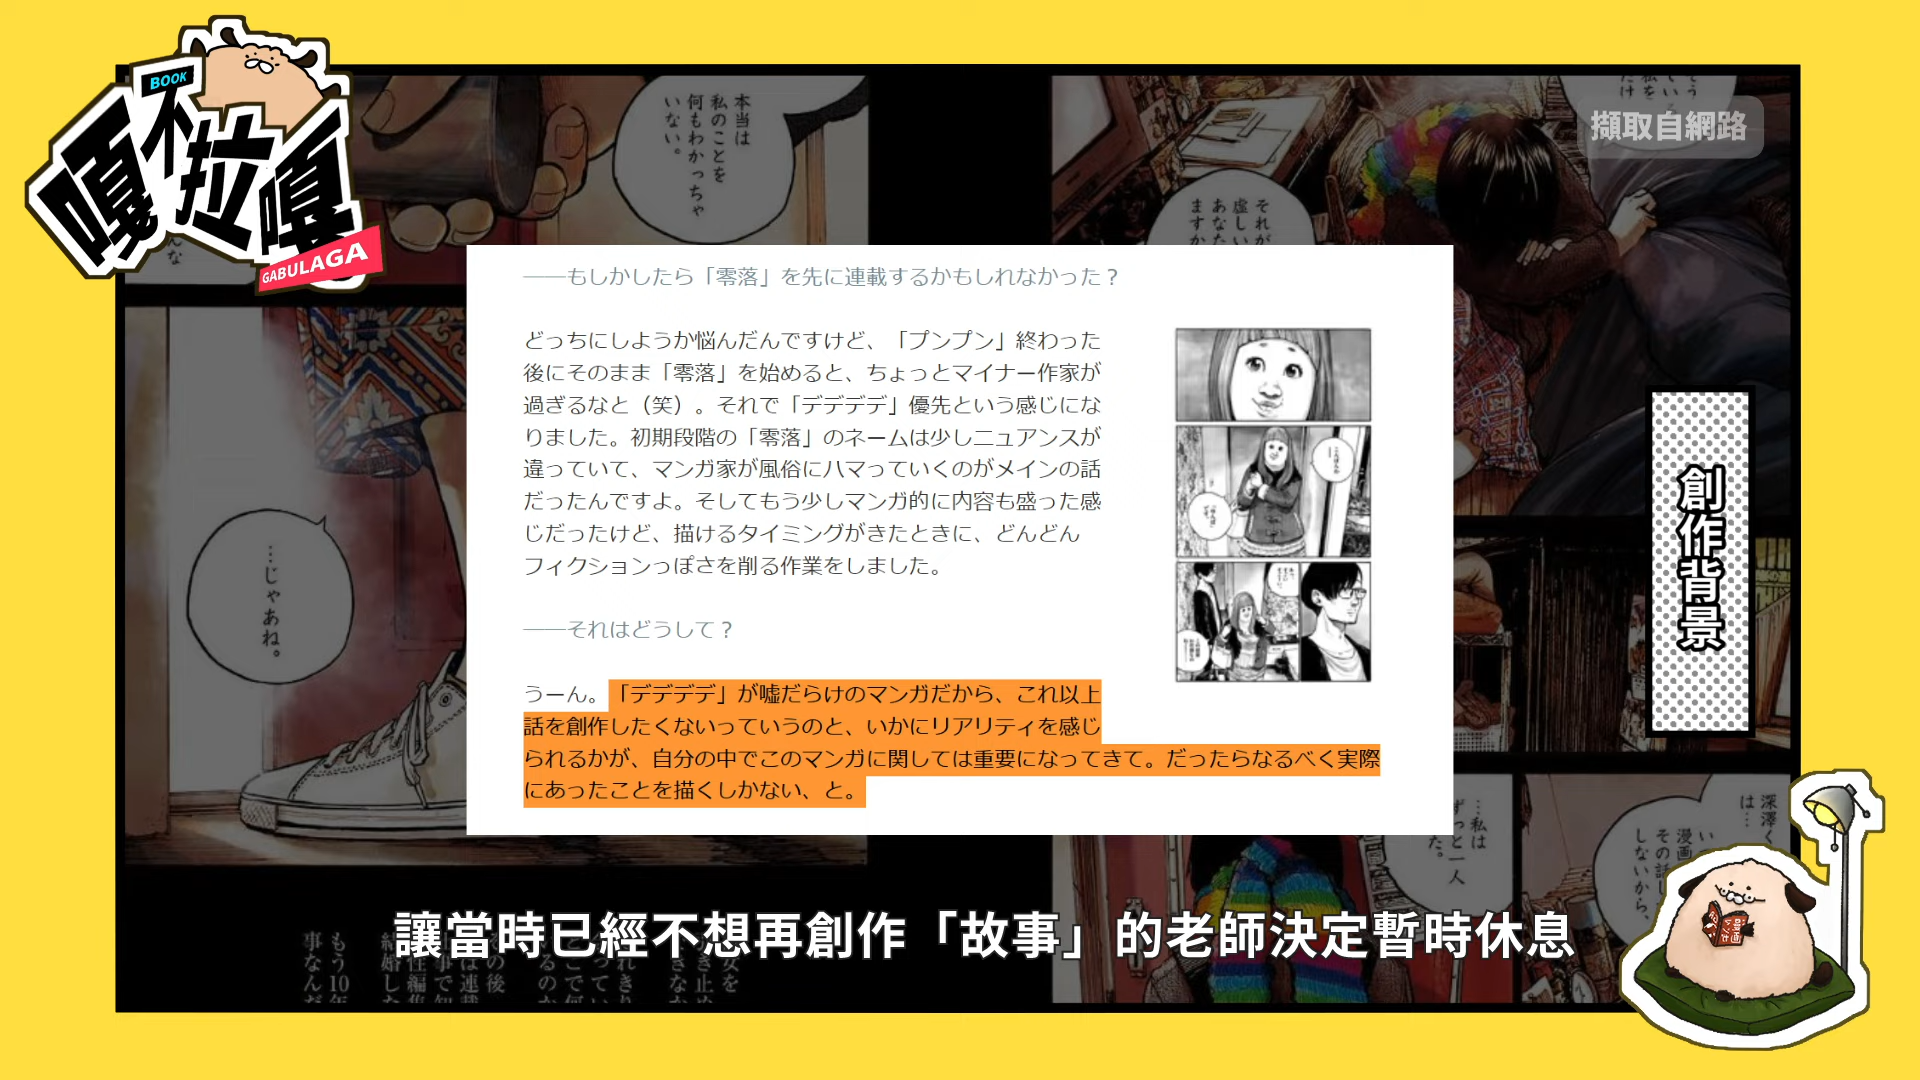 BOOK
嘎不拉嘎
GABULAGA
擷取自網路
本当は
私のことを
何もわかっちゃ
いない。
…じゃあね。
――もしかしたら「零落」を先に連載するかもしれなかった？
どっちにしようか悩んだんですけど、「プンプン」終わった
後にそのまま「零落」を始めると、ちょっとマイナー作家が
過ぎるなと（笑）。それで「デデデデ」優先という感じにな
りました。初期段階の「零落」のネームは少しニュアンスが
違っていて、マンガ家が風俗にハマっていくのがメインの話
だったんですよ。そしてもう少しマンガ的に内容も盛った感
じだったけど、描けるタイミングがきたときに、どんどん
フィクションっぽさを削る作業をしました。
――それはどうして？
うーん。「デデデデ」が嘘だらけのマンガだから、これ以上
話を創作したくないっていうのと、いかにリアリティを感じ
られるかが、自分の中でこのマンガに関しては重要になってきて。だったらなるべく実際
にあったことを描くしかない、と。
それが
虚しい
あなた
ますか
創作背景
…私は
ずっと一人
た。
深澤く
は…
しないから、
もう10年
事なんだ
讓當時已經不想再創作「故事」的老師決定暫時休息